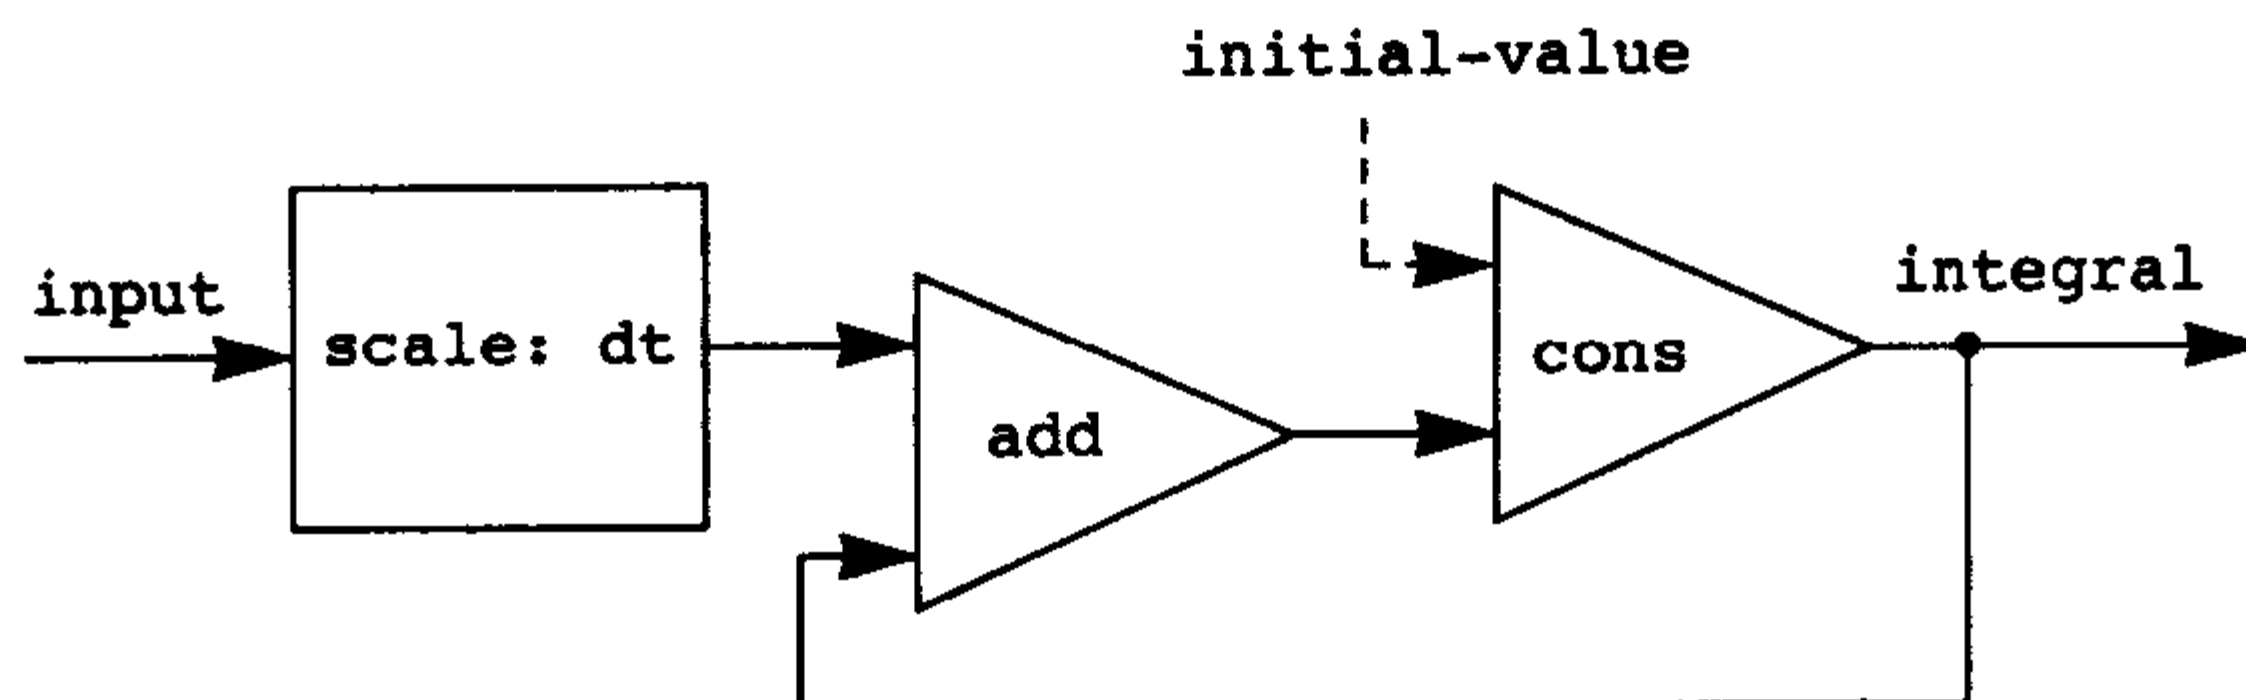 initial-value
input
scale: dt
add
cons
integral